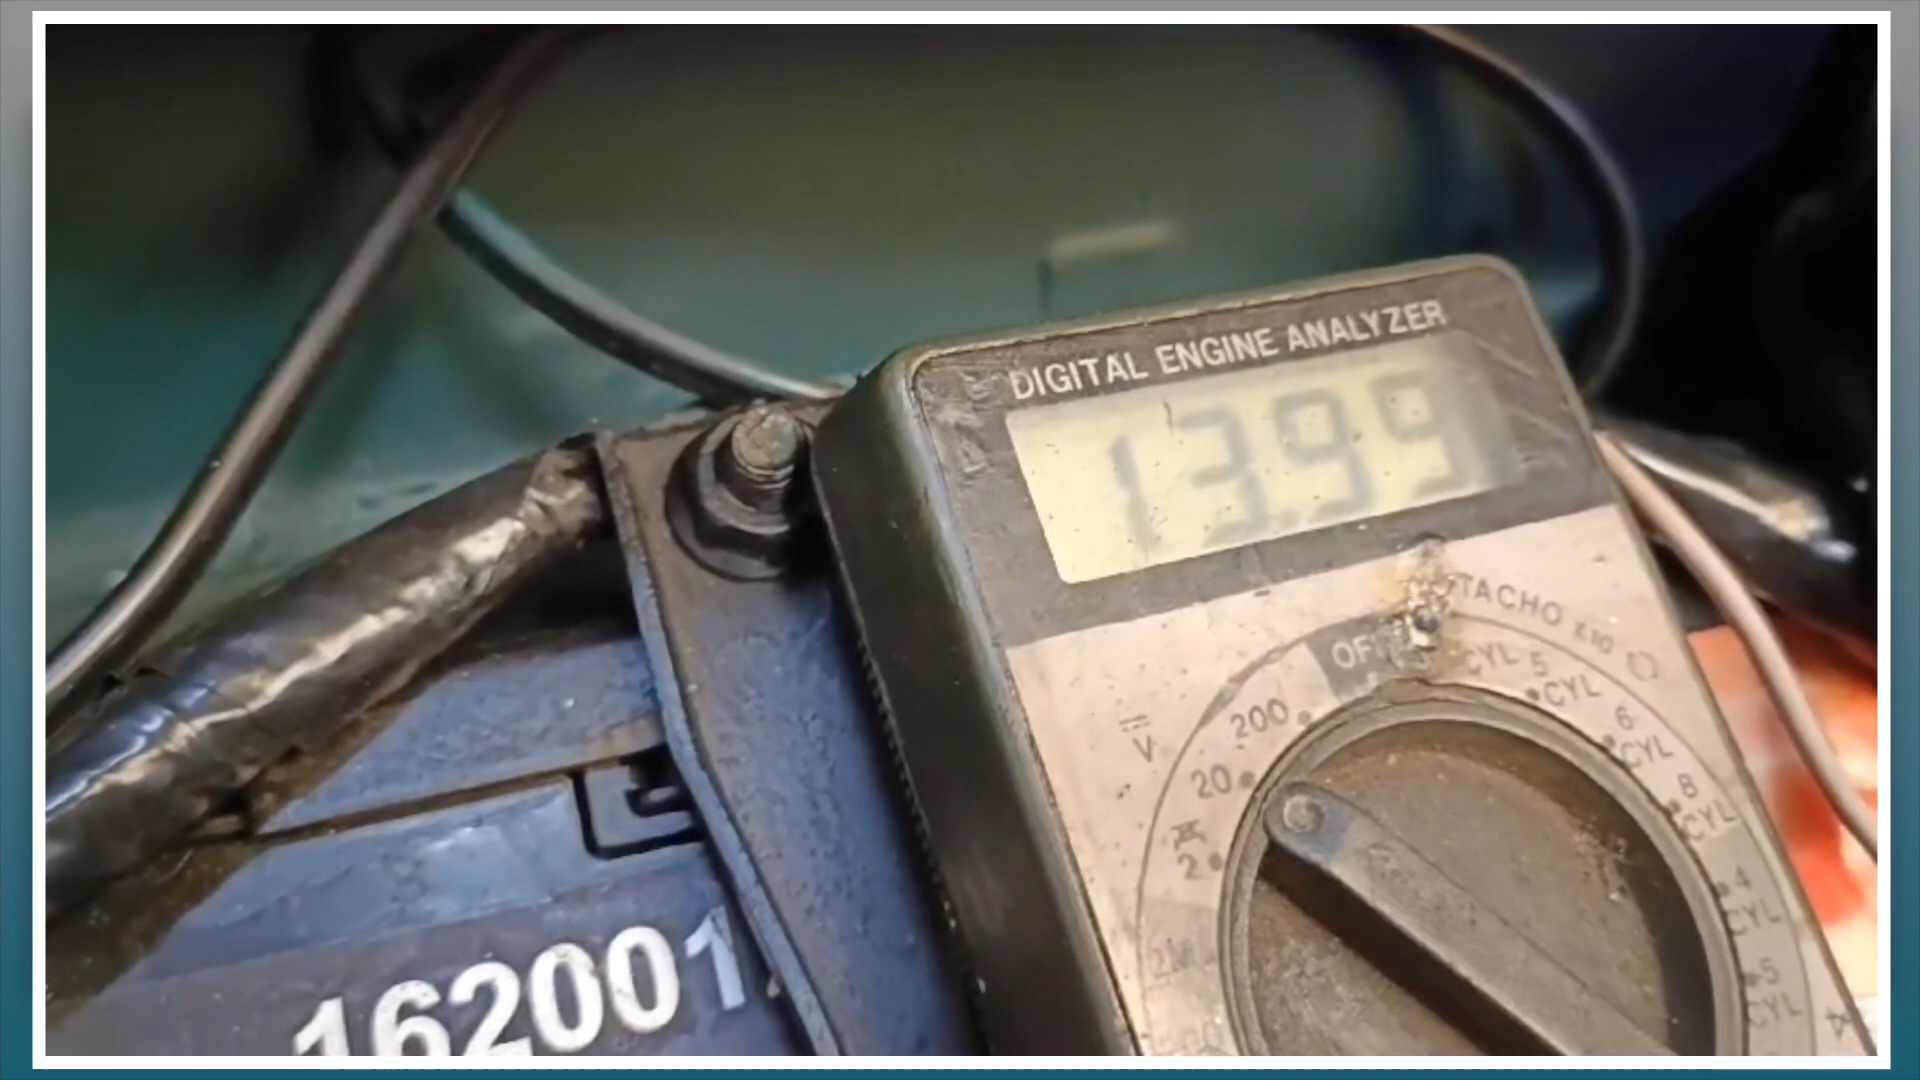 DIGITAL ENGINE ANALYZER
13.99
TACHO X10
OFF
CYL
5
CYL
6
CYL
8
CYL
4
CYL
5
CYL
200
20
2
V
162001